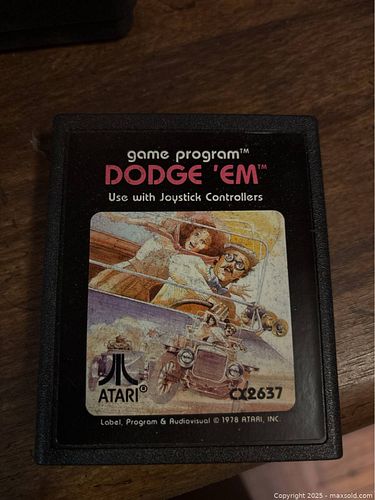 game program™
DODGE 'EM™
Use with Joystick Controllers
ATARI®
CX2637
Label, Program & Audiovisual © 1978 ATARI, INC.
Copyright 2025 - maxsold.com